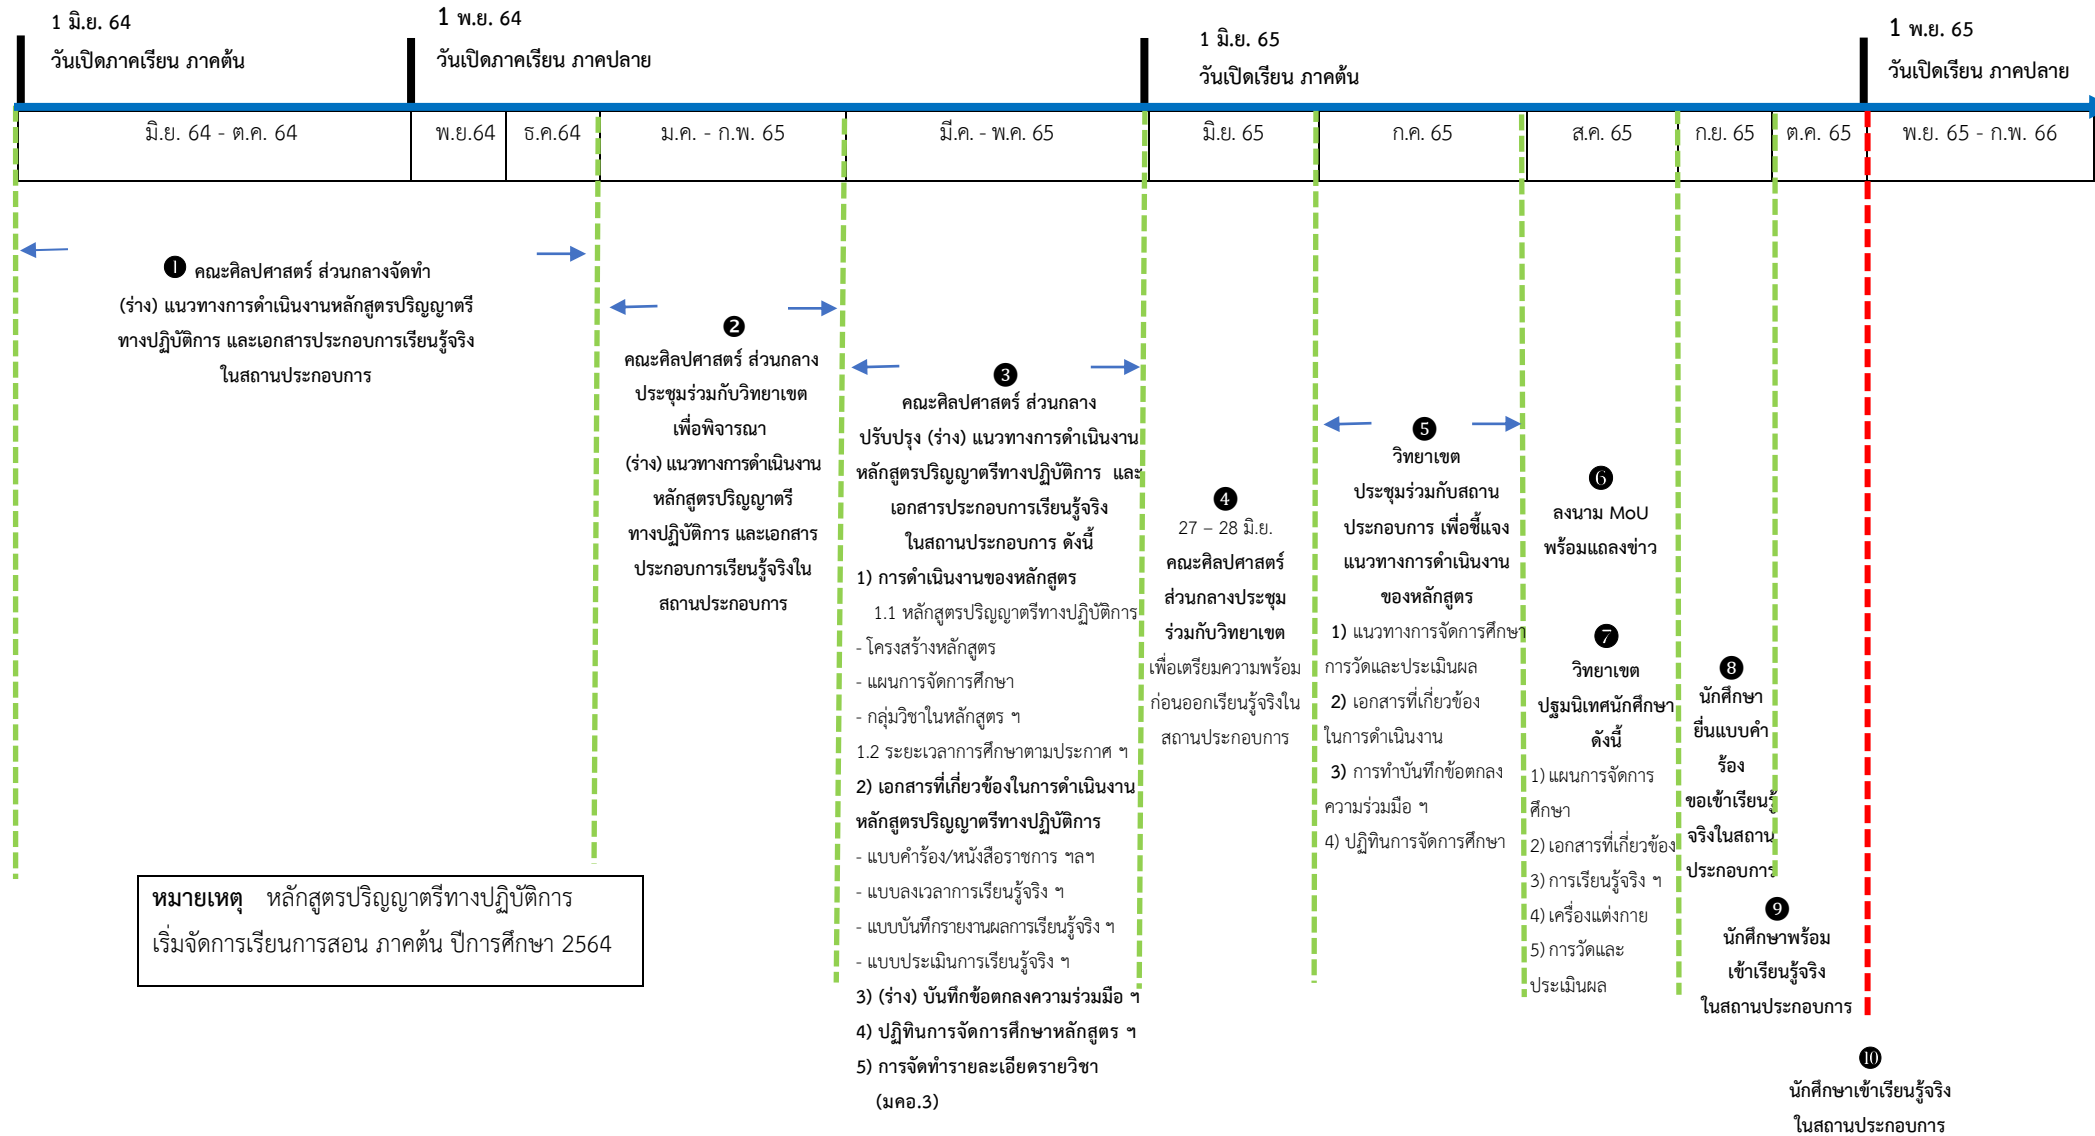 1 มิ.ย. 64
วันเปิดภาคเรียน ภาคต้น
1 พ.ย. 64
วันเปิดภาคเรียน ภาคปลาย
1 มิ.ย. 65
วันเปิดเรียน ภาคต้น
1 พ.ย. 65
วันเปิดเรียน ภาคปลาย
มิ.ย. 64 - ต.ค. 64
พ.ย.64
ธ.ค.64
ม.ค. - ก.พ. 65
มี.ค. - พ.ค. 65
มิ.ย. 65
ก.ค. 65
ส.ค. 65
ก.ย. 65
ต.ค. 65
พ.ย. 65 - ก.พ. 66
❶ คณะศิลปศาสตร์ ส่วนกลางจัดทำ
(ร่าง) แนวทางการดำเนินงานหลักสูตรปริญญาตรี
ทางปฏิบัติการ และเอกสารประกอบการเรียนรู้จริง
ในสถานประกอบการ
❷
คณะศิลปศาสตร์ ส่วนกลาง
ประชุมร่วมกับวิทยาเขต
เพื่อพิจารณา
(ร่าง) แนวทางการดำเนินงาน
หลักสูตรปริญญาตรี
ทางปฏิบัติการ และเอกสาร
ประกอบการเรียนรู้จริงใน
สถานประกอบการ
❸
คณะศิลปศาสตร์ ส่วนกลาง
ปรับปรุง (ร่าง) แนวทางการดำเนินงาน
หลักสูตรปริญญาตรีทางปฏิบัติการ และ
เอกสารประกอบการเรียนรู้จริง
ในสถานประกอบการ ดังนี้
1) การดำเนินงานของหลักสูตร
1.1 หลักสูตรปริญญาตรีทางปฏิบัติการ
- โครงสร้างหลักสูตร
- แผนการจัดการศึกษา
- กลุ่มวิชาในหลักสูตร ฯ
1.2 ระยะเวลาการศึกษาตามประกาศ ฯ
2) เอกสารที่เกี่ยวข้องในการดำเนินงาน
หลักสูตรปริญญาตรีทางปฏิบัติการ
- แบบคำร้อง/หนังสือราชการ ฯลฯ
- แบบลงเวลาการเรียนรู้จริง ฯ
- แบบบันทึกรายงานผลการเรียนรู้จริง ฯ
- แบบประเมินการเรียนรู้จริง ฯ
3) (ร่าง) บันทึกข้อตกลงความร่วมมือ ฯ
4) ปฏิทินการจัดการศึกษาหลักสูตร ฯ
5) การจัดทำรายละเอียดรายวิชา
(มคอ.3)
❹
27 – 28 มิ.ย.
คณะศิลปศาสตร์
ส่วนกลางประชุม
ร่วมกับวิทยาเขต
เพื่อเตรียมความพร้อม
ก่อนออกเรียนรู้จริงใน
สถานประกอบการ
❺
วิทยาเขต
ประชุมร่วมกับสถาน
ประกอบการ เพื่อชี้แจง
แนวทางการดำเนินงาน
ของหลักสูตร
1) แนวทางการจัดการศึกษา
การวัดและประเมินผล
2) เอกสารที่เกี่ยวข้อง
ในการดำเนินงาน
3) การทำบันทึกข้อตกลง
ความร่วมมือ ฯ
4) ปฏิทินการจัดการศึกษา
❻
ลงนาม MoU
พร้อมแถลงข่าว
❼
วิทยาเขต
ปฐมนิเทศนักศึกษา
ดังนี้
1) แผนการจัดการ
ศึกษา
2) เอกสารที่เกี่ยวข้อง
3) การเรียนรู้จริง ฯ
4) เครื่องแต่งกาย
5) การวัดและ
ประเมินผล
❽
นักศึกษา
ยื่นแบบคำ
ร้อง
ขอเข้าเรียนรู้
จริงในสถาน
ประกอบการ
❾
นักศึกษาพร้อม
เข้าเรียนรู้จริง
ในสถานประกอบการ
❿
นักศึกษาเข้าเรียนรู้จริง
ในสถานประกอบการ
หมายเหตุ หลักสูตรปริญญาตรีทางปฏิบัติการ
เริ่มจัดการเรียนการสอน ภาคต้น ปีการศึกษา 2564